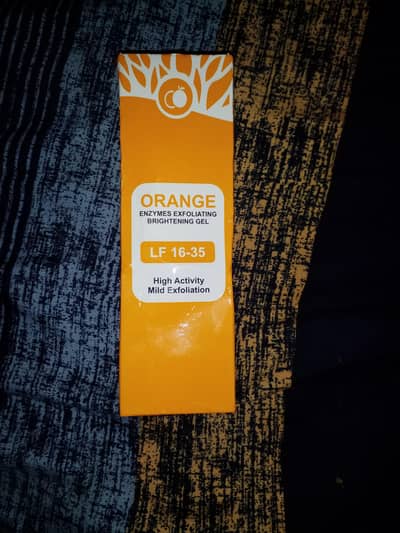 ORANGE
ENZYMES EXFOLIATING
BRIGHTENING GEL
LF 16-35
High Activity
Mild Exfoliation